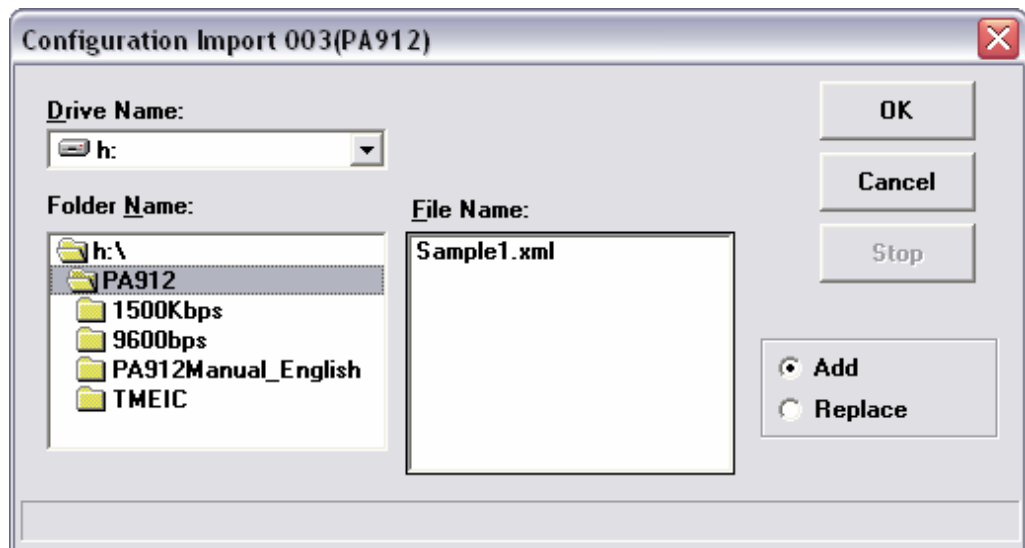 Configuration Import 003(PA912)
Drive Name:
h:
Folder Name:
h:\
PA912
1500Kbps
9600bps
PA912Manual_English
TMEIC
File Name:
Sample1.xml
OK
Cancel
Stop
Add
Replace